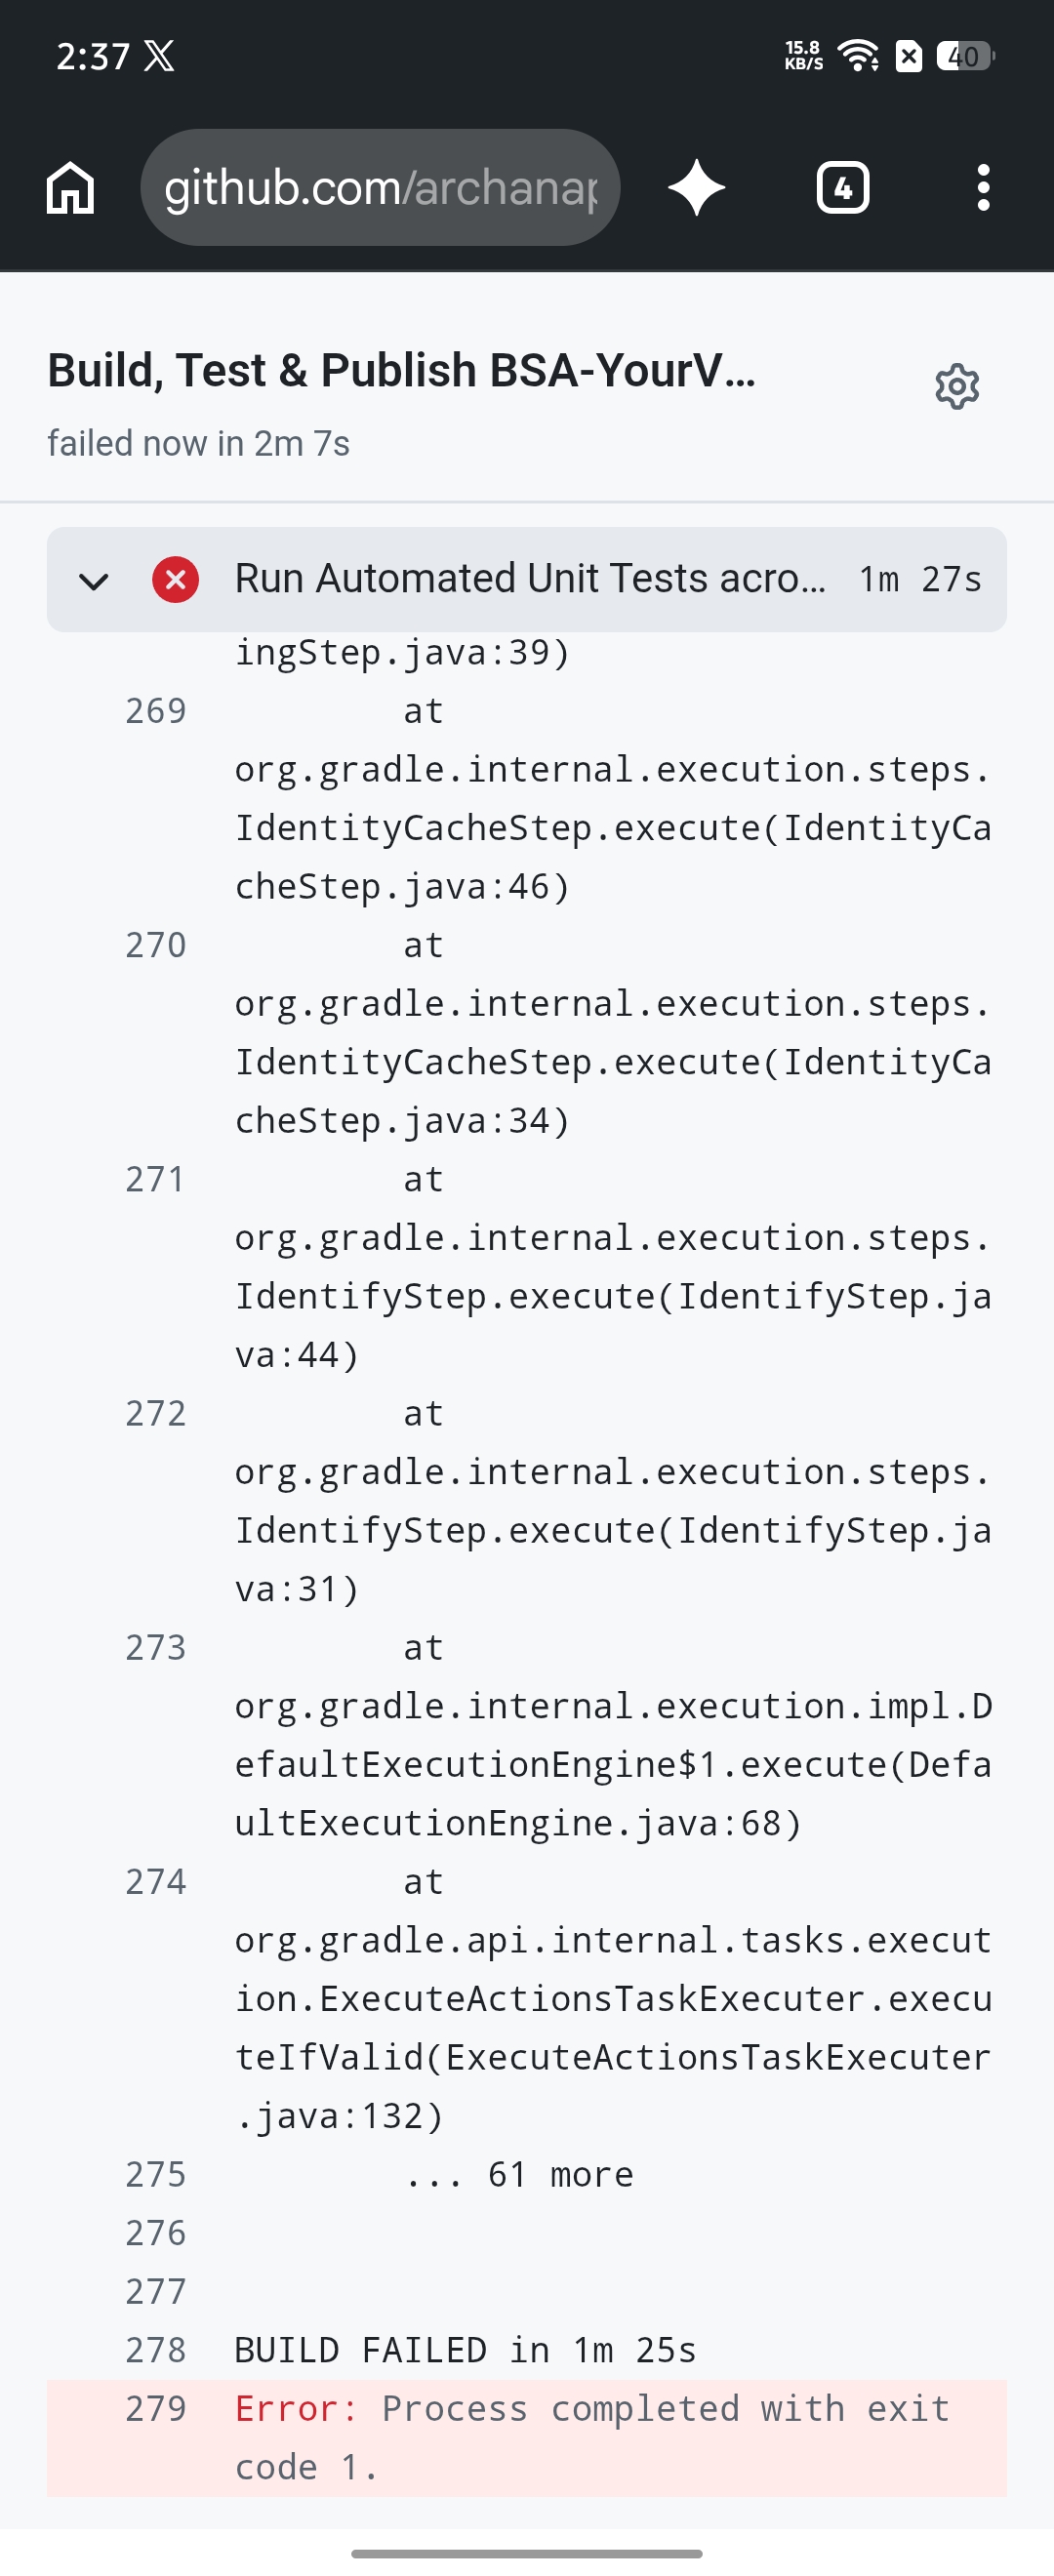 2:37
15.8
KB/S
40
github.com/archanap
4
Build, Test & Publish BSA-YourV...
failed now in 2m 7s
Run Automated Unit Tests acro... 1m 27s
ingStep.java:39)
269 at
org.gradle.internal.execution.steps.
IdentityCacheStep.execute(IdentityCa
cheStep.java:46)
270 at
org.gradle.internal.execution.steps.
IdentityCacheStep.execute(IdentityCa
cheStep.java:34)
271 at
org.gradle.internal.execution.steps.
IdentifyStep.execute(IdentifyStep.ja
va:44)
272 at
org.gradle.internal.execution.steps.
IdentifyStep.execute(IdentifyStep.ja
va:31)
273 at
org.gradle.internal.execution.impl.D
efaultExecutionEngine$1.execute(Defa
ultExecutionEngine.java:68)
274 at
org.gradle.api.internal.tasks.execut
ion.ExecuteActionsTaskExecuter.execu
teIfValid(ExecuteActionsTaskExecuter
.java:132)
275 ... 61 more
276
277
278 BUILD FAILED in 1m 25s
279 Error: Process completed with exit
code 1.